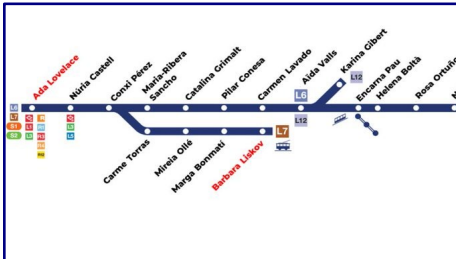 Ada Lovelace
Núria Castell
Conxi Pérez
Maria-Ribera
Sancho
Catalina Grimalt
Pilar Conesa
Carmen Lavado
Aida Valls
Karina Gibert
Encarna Pau
Helena Boltà
Rosa Ortuño
L6
L7
S1
S2
L1
L3
L3
L5
L6
L12
L12
Carme Torras
Mireia Ollé
Marga Bonmatí
Barbara Liskov
L7